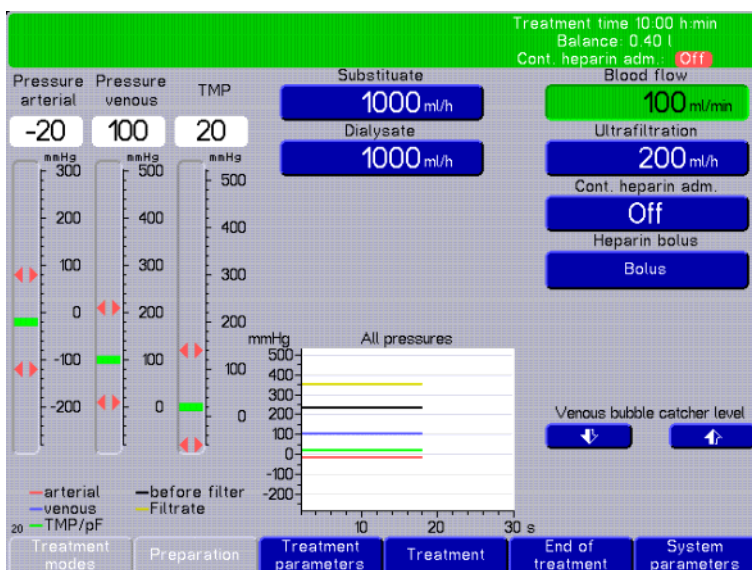 Treatment time 10:00 h:min
Balance: 0.40 l
Cont. heparin adm.: Off
Pressure arterial
-20
mmHg
300
200
100
0
-100
-200
Pressure venous
100
mmHg
500
400
300
200
100
0
TMP
20
500
400
300
200
100
0
Substituate
1000 ml/h
Dialysate
1000 ml/h
Blood flow
100 ml/min
Ultrafiltration
200 ml/h
Cont. heparin adm.
Off
Heparin bolus
Bolus
mmHg All pressures
500
400
300
200
100
0
-100
-200
10 20 30 s
Venous bubble catcher level
arterial
venous
TMP/pF
before filter
Filtrate
20
Treatment modes
Preparation
Treatment parameters
Treatment
End of treatment
System parameters